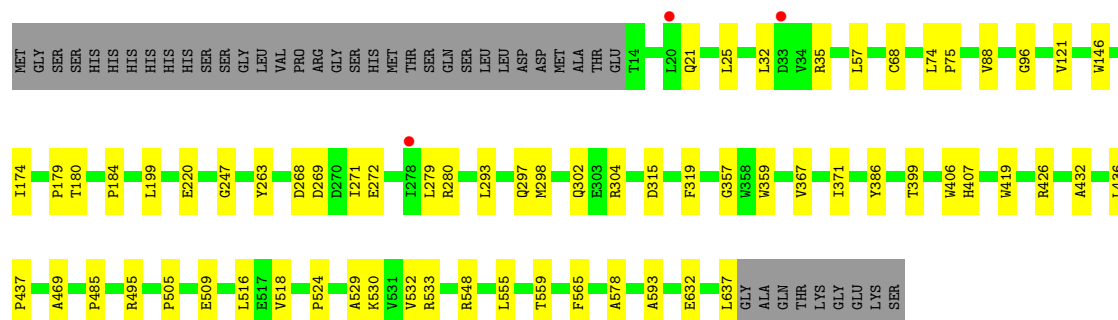 MET GLY SER SER HIS HIS HIS HIS HIS HIS SER SER GLY LEU VAL PRO ARG GLY SER HIS MET THR SER GLN SER LEU LEU ASP ASP MET ALA THR GLU T14 L20 Q21 L25 L32 D33 V34 R35 L57 C68 L74 P75 V88 G96 V121 W146
I174 P179 T180 P184 L199 E220 G247 Y263 D268 D269 D270 I271 E272 I278 L279 R280 L293 Q297 M298 Q302 E303 R304 D315 F319 G357 W358 W359 V367 I371 Y386 T399 W406 H407 W419 R426 A432
P437 A469 P485 R495 P505 E509 L516 E517 V518 P524 A529 K530 V531 V532 R533 R548 L555 T559 F565 A578 A593 E632 L637 GLY ALA GLN THR LYS GLY GLU LYS SER